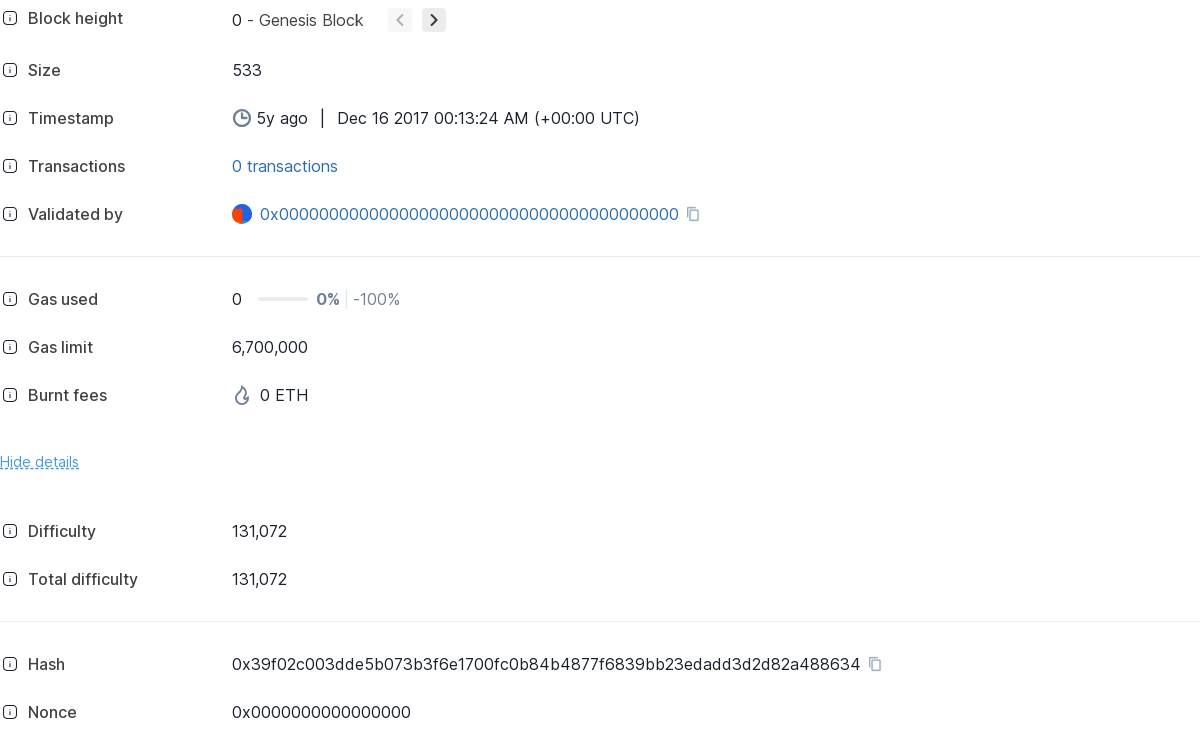 Block height 0 - Genesis Block
Size 533
Timestamp 5y ago | Dec 16 2017 00:13:24 AM (+00:00 UTC)
Transactions 0 transactions
Validated by 0x0000000000000000000000000000000000000000
Gas used 0 0% -100%
Gas limit 6,700,000
Burnt fees 0 ETH
Hide details
Difficulty 131,072
Total difficulty 131,072
Hash 0x39f02c003dde5b073b3f6e1700fc0b84b4877f6839bb23edadd3d2d82a488634
Nonce 0x0000000000000000